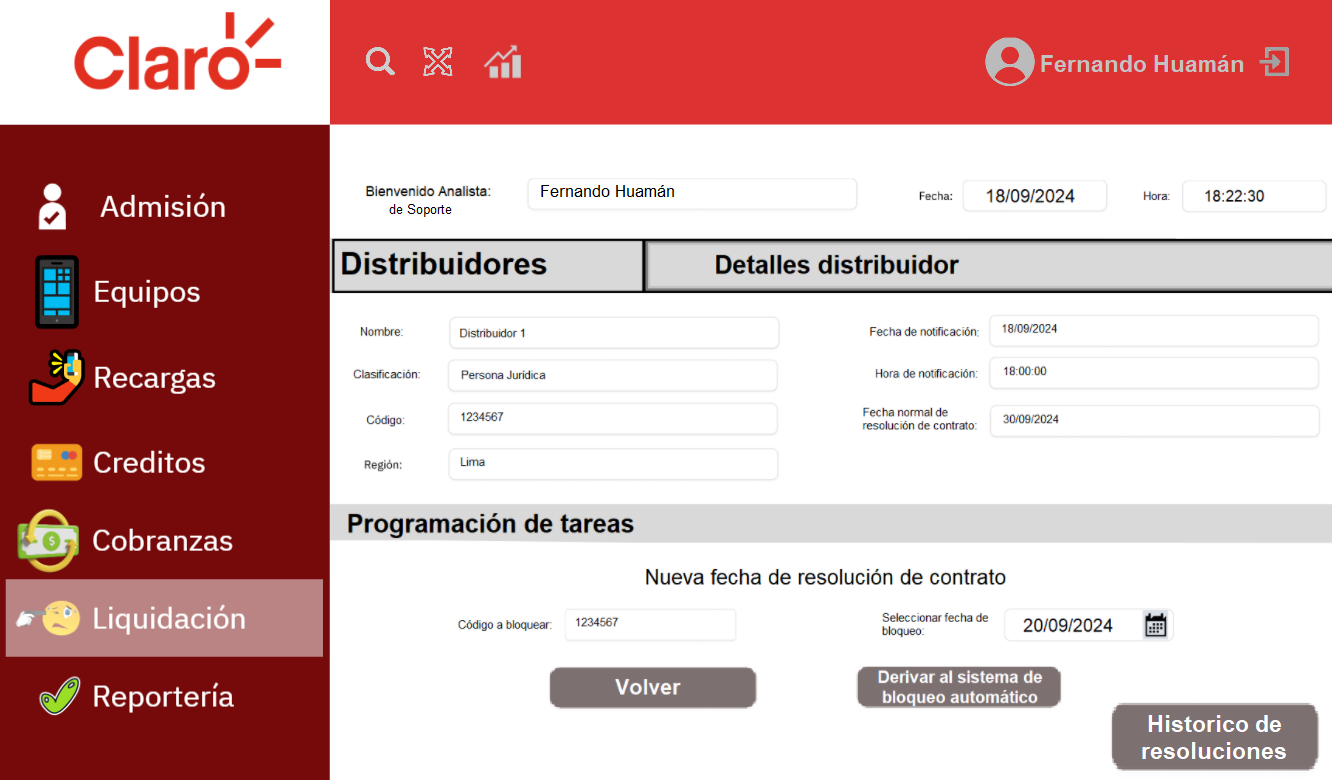 Claro
Fernando Huamán
Admisión
Equipos
Recargas
Creditos
Cobranzas
Liquidación
Reportería
Bienvenido Analista:
de Soporte
Fernando Huamán
Fecha:
18/09/2024
Hora:
18:22:30
Distribuidores
Detalles distribuidor
Nombre:
Distribuidor 1
Fecha de notificación:
18/09/2024
Clasificación:
Persona Jurídica
Hora de notificación:
18:00:00
Código:
1234567
Fecha normal de
resolución de contrato:
30/09/2024
Región:
Lima
Programación de tareas
Nueva fecha de resolución de contrato
Código a bloquear:
1234567
Seleccionar fecha de
bloqueo:
20/09/2024
Volver
Derivar al sistema de
bloqueo automático
Historico de
resoluciones